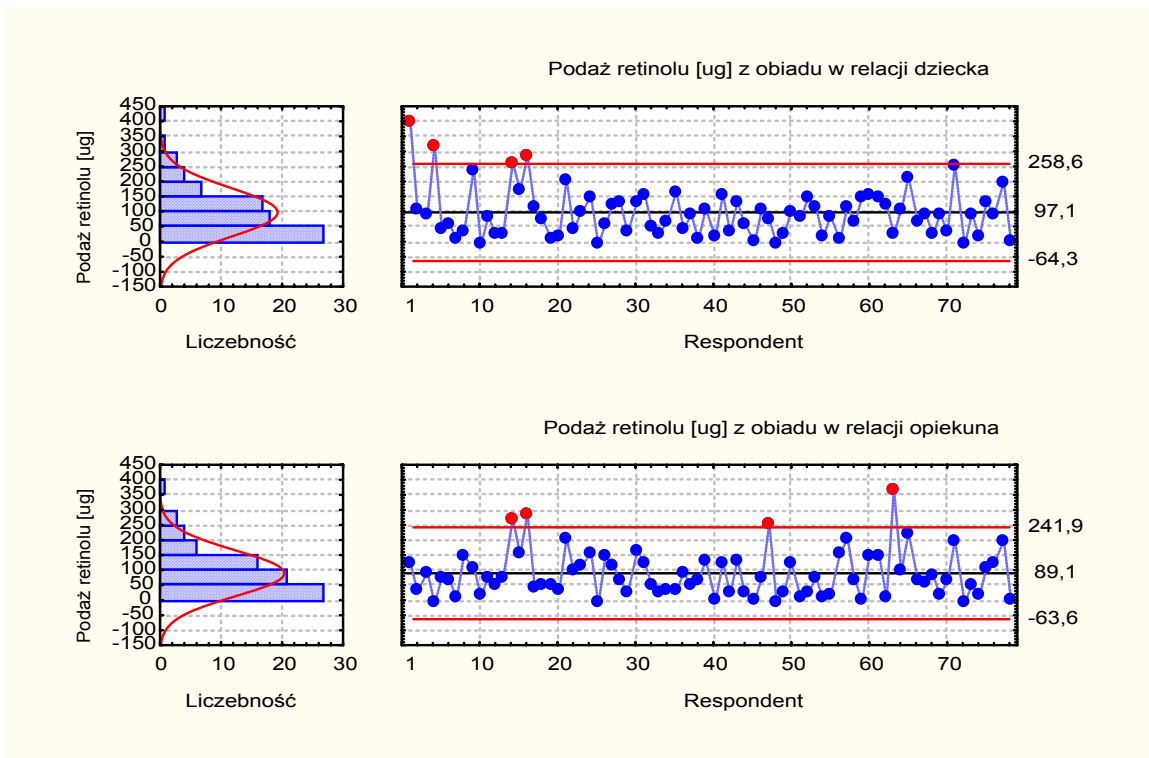 Podaż retinolu [ug] z obiadu w relacji dziecka
Podaż retinolu [ug]
450
400
350
300
250
200
150
100
50
0
-50
-100
-150
0 10 20 30
Liczebność
258,6
97,1
-64,3
1 10 20 30 40 50 60 70
Respondent
Podaż retinolu [ug] z obiadu w relacji opiekuna
Podaż retinolu [ug]
450
400
350
300
250
200
150
100
50
0
-50
-100
-150
0 10 20 30
Liczebność
241,9
89,1
-63,6
1 10 20 30 40 50 60 70
Respondent